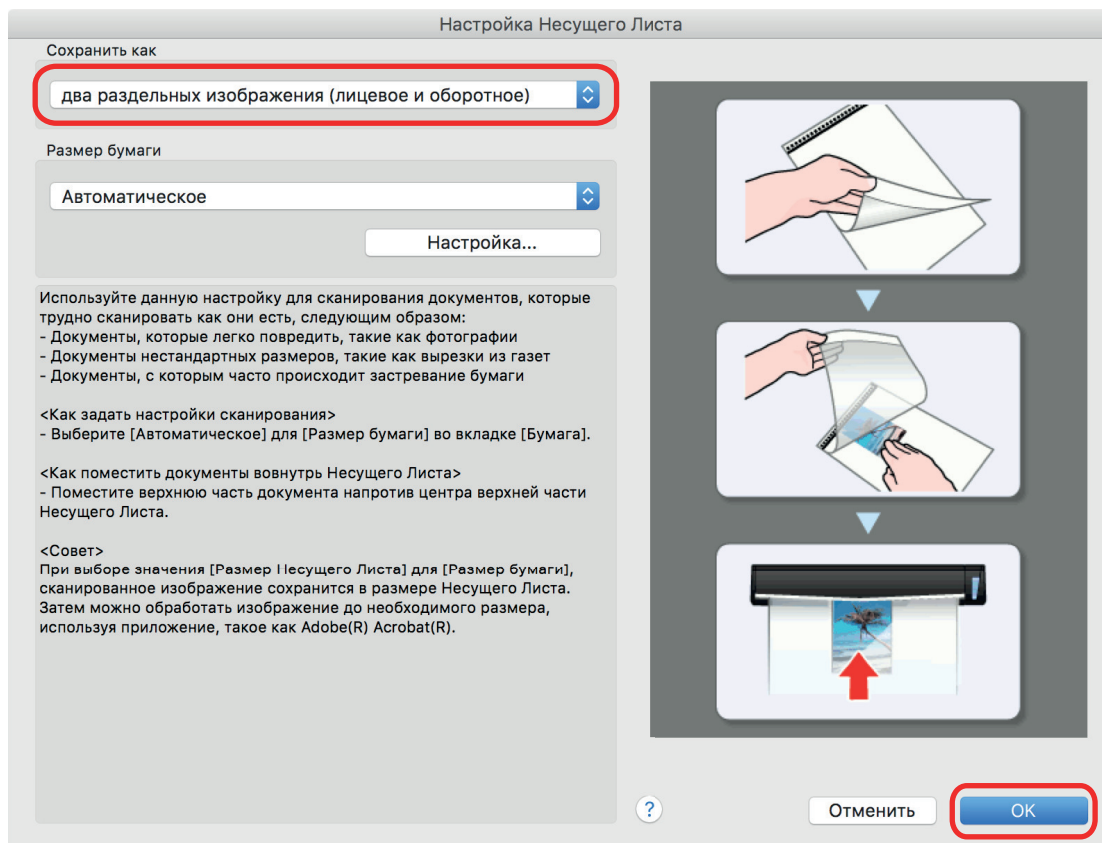 Настройка Несущего Листа
Сохранить как
два раздельных изображения (лицевое и оборотное)
Размер бумаги
Автоматическое
Настройка...
Используйте данную настройку для сканирования документов, которые
трудно сканировать как они есть, следующим образом:
- Документы, которые легко повредить, такие как фотографии
- Документы нестандартных размеров, такие как вырезки из газет
- Документы, с которым часто происходит застревание бумаги
<Как задать настройки сканирования>
- Выберите [Автоматическое] для [Размер бумаги] во вкладке [Бумага].
<Как поместить документы вовнутрь Несущего Листа>
- Поместите верхнюю часть документа напротив центра верхней части
Несущего Листа.
<Совет>
При выборе значения [Размер Несущего Листа] для [Размер бумаги],
сканированное изображение сохранится в размере Несущего Листа.
Затем можно обработать изображение до необходимого размера,
используя приложение, такое как Adobe(R) Acrobat(R).
?
Отменить
OK